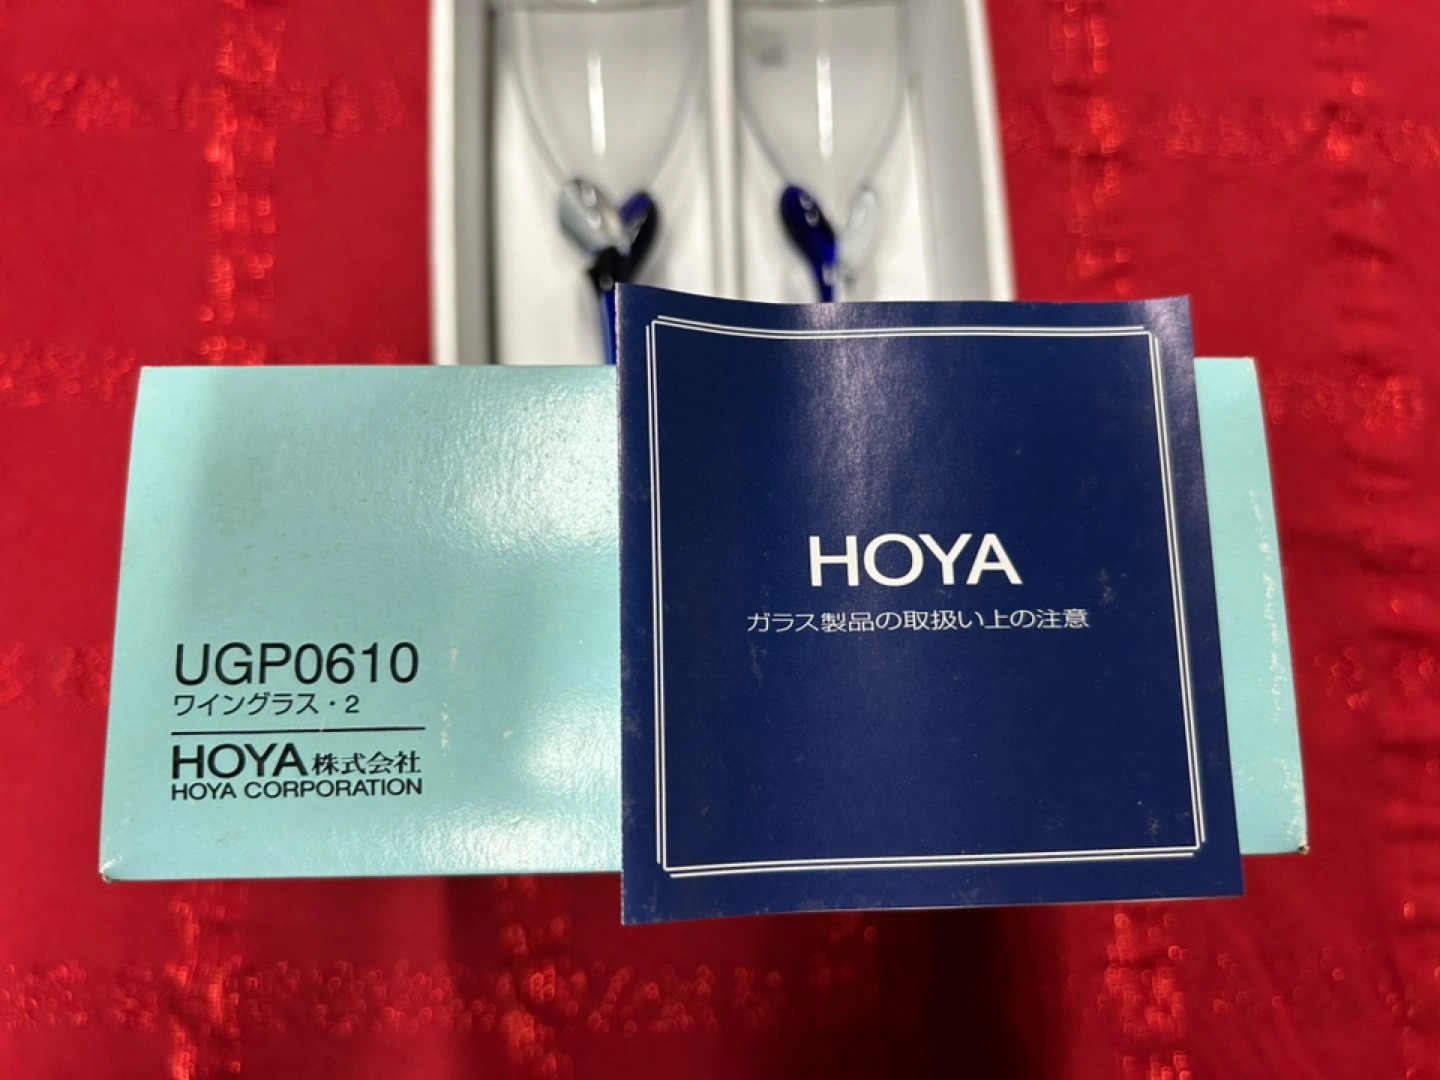 UGP0610
ワイングラス・2
HOYA株式会社
HOYA CORPORATION
HOYA
ガラス製品の取扱い上の注意